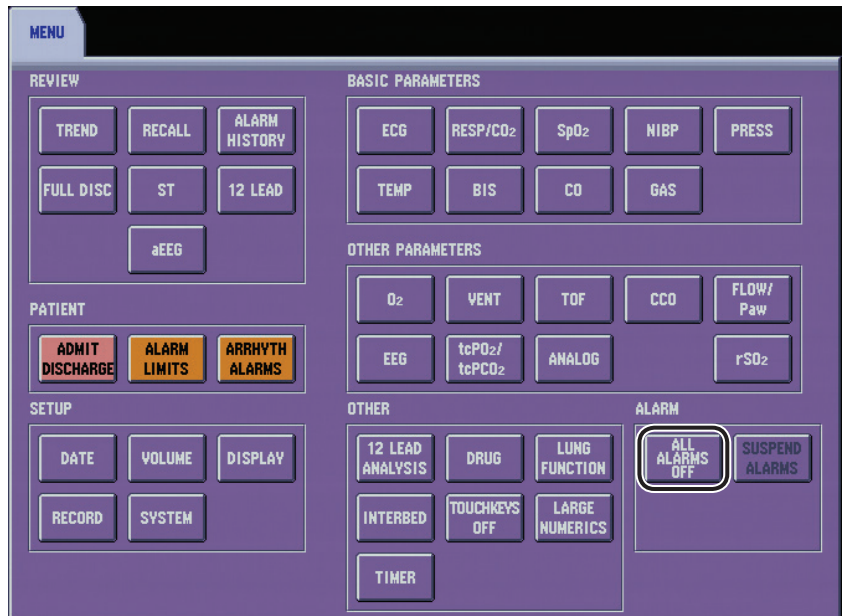 MENU
REVIEW
TREND
RECALL
ALARM
HISTORY
FULL DISC
ST
12 LEAD
aEEG
PATIENT
ADMIT
DISCHARGE
ALARM
LIMITS
ARRHYTH
ALARMS
SETUP
DATE
VOLUME
DISPLAY
RECORD
SYSTEM
BASIC PARAMETERS
ECG
RESP/CO2
SpO2
NIBP
PRESS
TEMP
BIS
CO
GAS
OTHER PARAMETERS
O2
VENT
TOF
CCO
FLOW/
Paw
EEG
tcPO2/
tcPCO2
ANALOG
rSO2
OTHER
12 LEAD
ANALYSIS
DRUG
LUNG
FUNCTION
INTERBED
TOUCHKEYS
OFF
LARGE
NUMERICS
TIMER
ALARM
ALL
ALARMS
OFF
SUSPEND
ALARMS